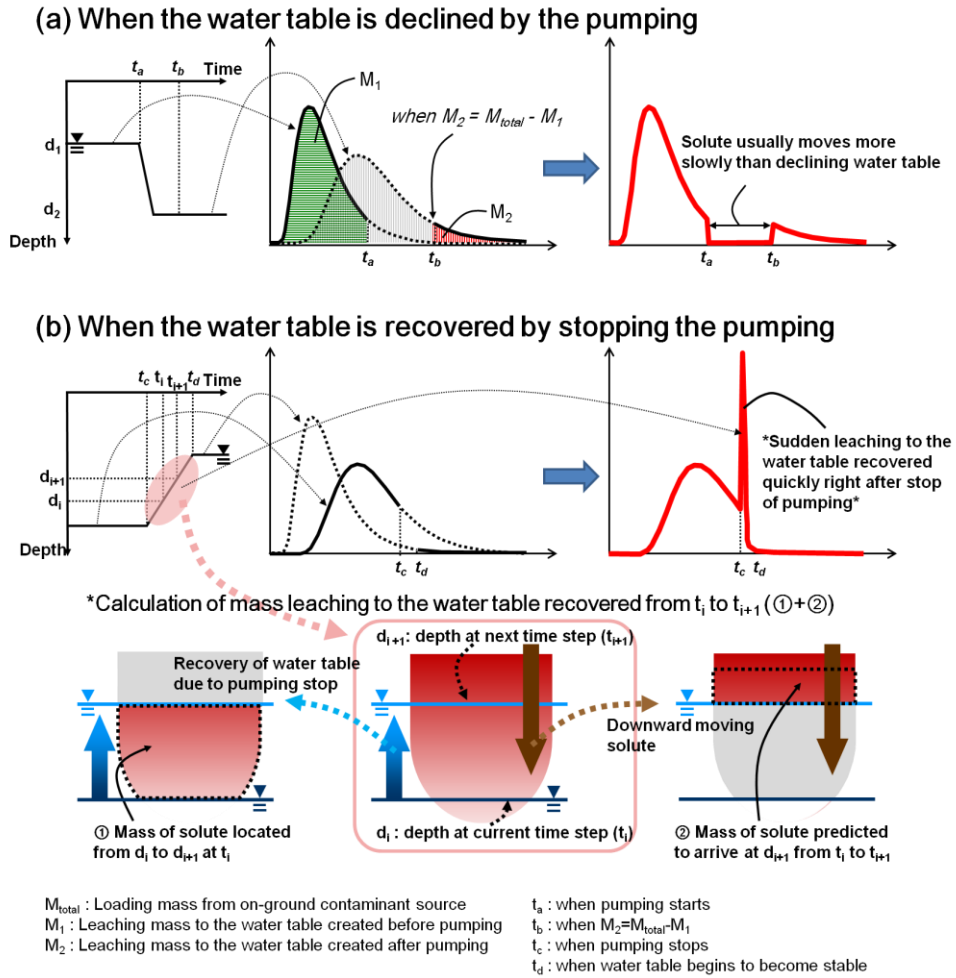 (a) When the water table is declined by the pumping
ta tb Time
d1
d2
Depth
M1
when M2 = Mtotal - M1
M2
ta tb
Solute usually moves more
slowly than declining water table
ta tb
(b) When the water table is recovered by stopping the pumping
tc ti ti+1 td Time
di+1
di
Depth
tc td
*Sudden leaching to the
water table recovered
quickly right after stop
of pumping*
tc td
*Calculation of mass leaching to the water table recovered from ti to ti+1 (①+②)
Recovery of water table
due to pumping stop
① Mass of solute located
from di to di+1 at ti
di+1: depth at next time step (ti+1)
di : depth at current time step (ti)
Downward moving
solute
② Mass of solute predicted
to arrive at di+1 from ti to ti+1
Mtotal : Loading mass from on-ground contaminant source
M1 : Leaching mass to the water table created before pumping
M2 : Leaching mass to the water table created after pumping
ta : when pumping starts
tb : when M2=Mtotal-M1
tc : when pumping stops
td : when water table begins to become stable